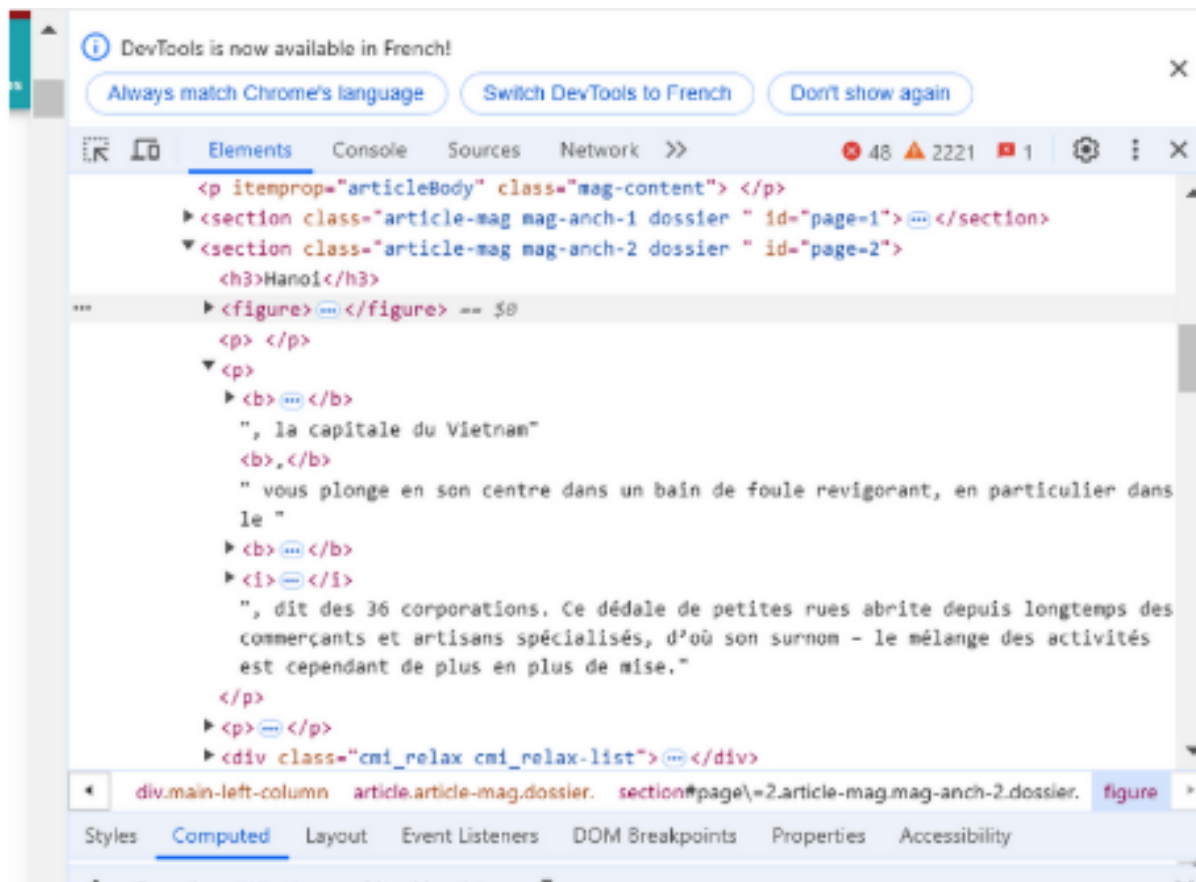 DevTools is now available in French!
Always match Chrome's language Switch DevTools to French Don't show again
Elements Console Sources Network 48 2221 1
<p itemprop="articleBody" class="mag-content"> </p>
<section class="article-mag mag-anch-1 dossier " id="page=1">…</section>
<section class="article-mag mag-anch-2 dossier " id="page=2">
<h3>Hanoi</h3>
… <figure>…</figure> == $0
<p> </p>
<p>
<b>…</b>
", la capitale du Vietnam"
<b>,</b>
" vous plonge en son centre dans un bain de foule revigorant, en particulier dans
le "
<b>…</b>
<i>…</i>
", dit des 36 corporations. Ce dédale de petites rues abrite depuis longtemps des
commerçants et artisans spécialisés, d'où son surnom – le mélange des activités
est cependant de plus en plus de mise."
</p>
<p>…</p>
<div class="cmi_relax cmi_relax-list">…</div>
div.main-left-column article.article-mag.dossier. section#page\=2.article-mag.mag-anch-2.dossier. figure
Styles Computed Layout Event Listeners DOM Breakpoints Properties Accessibility